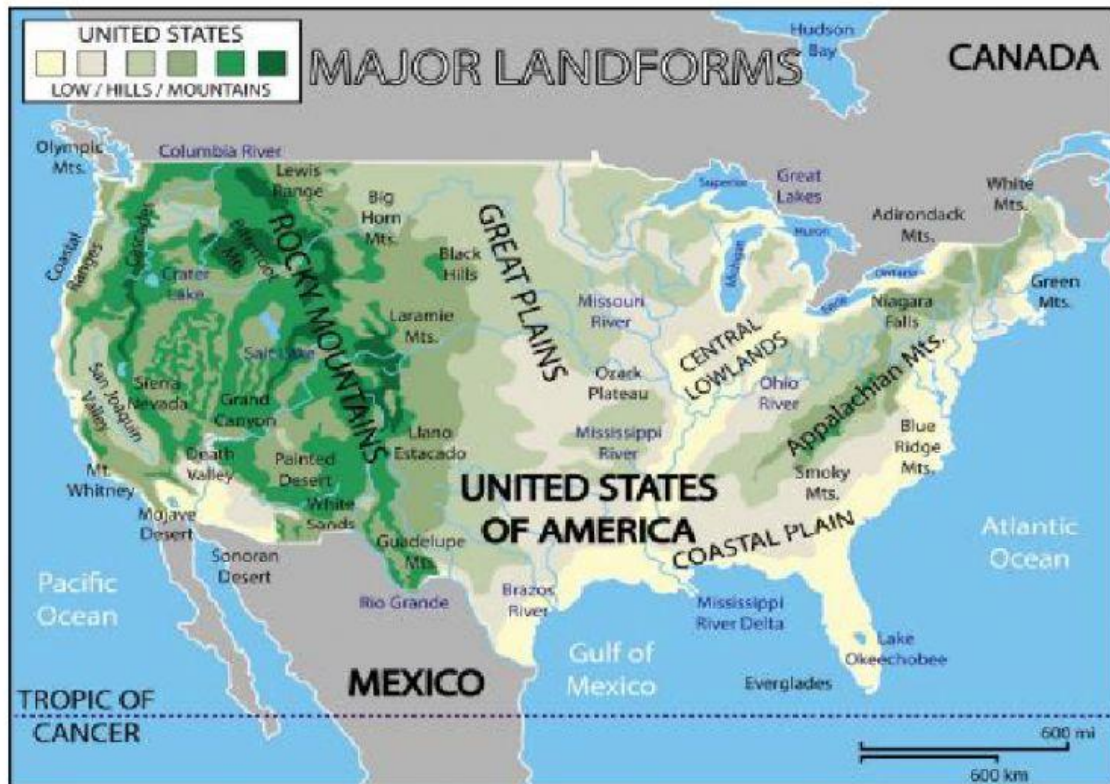 UNITED STATES
LOW / HILLS / MOUNTAINS
MAJOR LANDFORMS
Hudson
Bay
CANADA
Olympic
Mts.
Columbia River
Lewis
Range
Big
Horn
Mts.
GREAT PLAINS
Superior
Great
Lakes
White
Mts.
Adirondack
Mts.
Huron
Michigan
Ontario
Erie
Coastal
Ranges
Cascades
Bitterroot
Mts.
ROCKY MOUNTAINS
Black
Hills
Crater
Lake
Missouri
River
Niagara
Falls
Green
Mts.
Laramie
Mts.
Salt Lake
CENTRAL
LOWLANDS
Ozark
Plateau
Ohio
River
Appalachian Mts.
San Joaquin
Valley
Sierra
Nevada
Grand
Canyon
Llano
Estacado
Mississippi
River
Blue
Ridge
Mts.
Mt.
Whitney
Death
Valley
Painted
Desert
Smoky
Mts.
UNITED STATES
OF AMERICA
White
Sands
Mojave
Desert
COASTAL PLAIN
Atlantic
Ocean
Sonoran
Desert
Guadelupe
Mts.
Pacific
Ocean
Rio Grande
Brazos
River
Mississippi
River Delta
Gulf of
Mexico
Lake
Okeechobee
MEXICO
Everglades
TROPIC OF
CANCER
600 mi
600 km